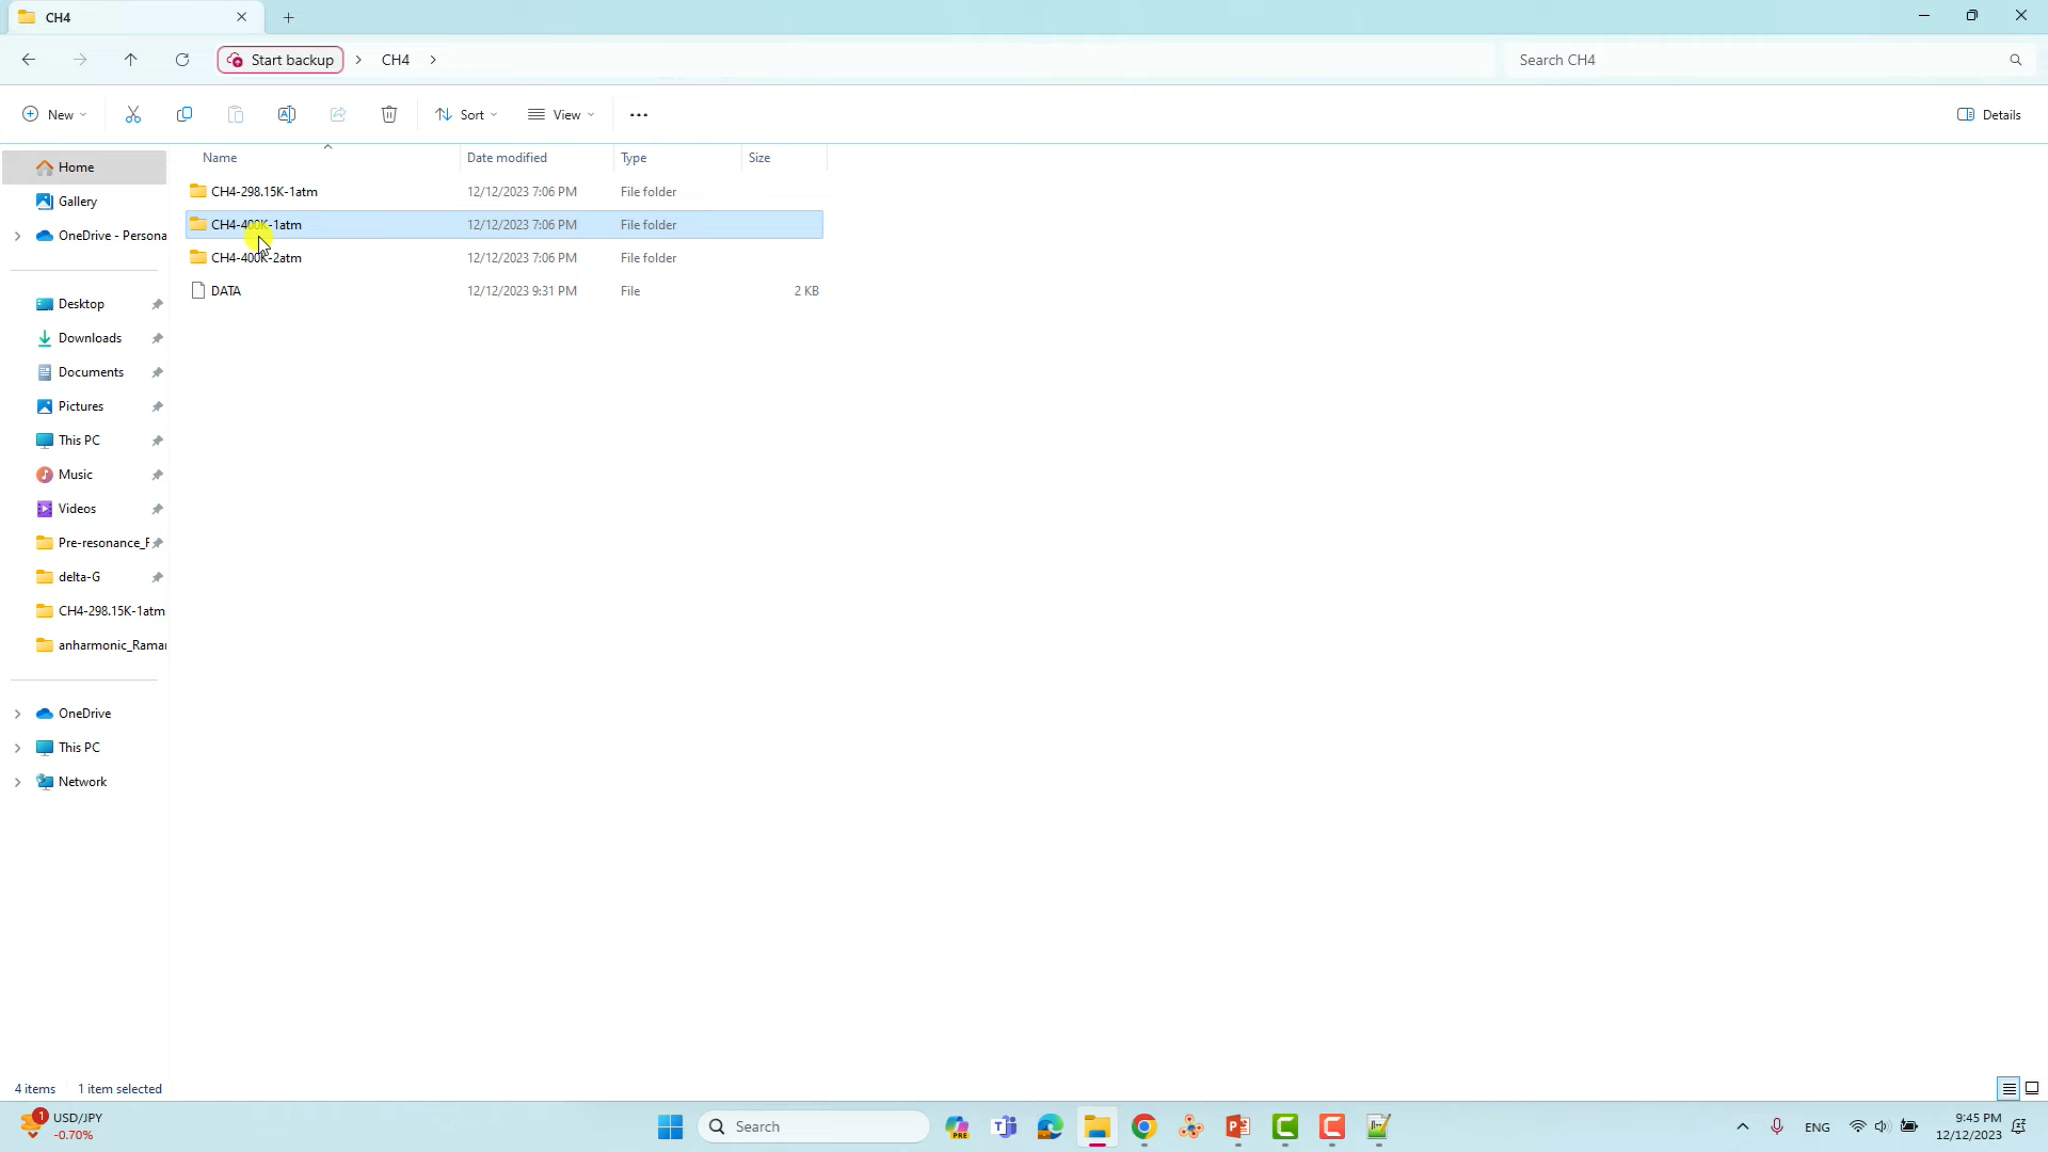 CH4
Start backup
CH4
Search CH4
New
Sort
View
Details
Name
Date modified
Type
Size
Home
Gallery
OneDrive - Persona
Desktop
Downloads
Documents
Pictures
This PC
Music
Videos
Pre-resonance_F
delta-G
CH4-298.15K-1atm
anharmonic_Raman
OneDrive
This PC
Network
CH4-298.15K-1atm 12/12/2023 7:06 PM File folder
CH4-400K-1atm 12/12/2023 7:06 PM File folder
CH4-400K-2atm 12/12/2023 7:06 PM File folder
DATA 12/12/2023 9:31 PM File 2 KB
4 items 1 item selected
1
USD/JPY
-0.70%
Search
PRE
ENG
9:45 PM
12/12/2023